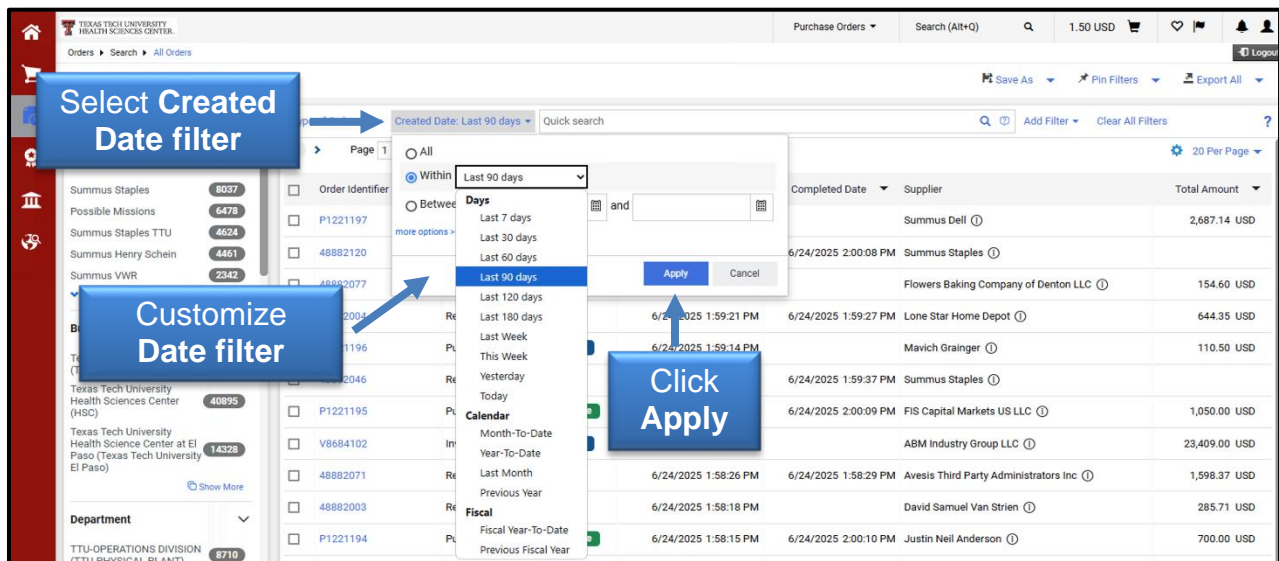 TEXAS TECH UNIVERSITY
HEALTH SCIENCES CENTER.
Purchase Orders
Search (Alt+Q)
1.50 USD
Orders Search All Orders
Logout
Save As
Pin Filters
Export All
Select Created
Date filter
Created Date: Last 90 days
Quick search
Add Filter
Clear All Filters
?
Page 1
20 Per Page
All
Within Last 90 days
and
more options >
Apply
Cancel
Days
Last 7 days
Last 30 days
Last 60 days
Last 90 days
Last 120 days
Last 180 days
Last Week
This Week
Yesterday
Today
Calendar
Month-To-Date
Year-To-Date
Last Month
Previous Year
Fiscal
Fiscal Year-To-Date
Previous Fiscal Year
Customize
Date filter
Click
Apply
Summus Staples 8037
Possible Missions 6478
Summus Staples TTU 4624
Summus Henry Schein 4461
Summus VWR 2342
Texas Tech University
Health Sciences Center
(HSC)
40895
Texas Tech University
Health Science Center at El
Paso (Texas Tech University
El Paso)
14328
Show More
Department
TTU-OPERATIONS DIVISION
(TTU PHYSICAL PLANT)
8710
Order Identifier
Completed Date
Supplier
Total Amount
P1221197 Summus Dell 2,687.14 USD
48882120 6/24/2025 2:00:08 PM Summus Staples
48882077 Flowers Baking Company of Denton LLC 154.60 USD
6/24/2025 1:59:21 PM 6/24/2025 1:59:27 PM Lone Star Home Depot 644.35 USD
6/24/2025 1:59:14 PM Mavich Grainger 110.50 USD
6/24/2025 1:59:37 PM Summus Staples
P1221195 6/24/2025 2:00:09 PM FIS Capital Markets US LLC 1,050.00 USD
V8684102 ABM Industry Group LLC 23,409.00 USD
48882071 6/24/2025 1:58:26 PM 6/24/2025 1:58:29 PM Avesis Third Party Administrators Inc 1,598.37 USD
48882003 6/24/2025 1:58:18 PM David Samuel Van Strien 285.71 USD
P1221194 6/24/2025 1:58:15 PM 6/24/2025 2:00:10 PM Justin Neil Anderson 700.00 USD